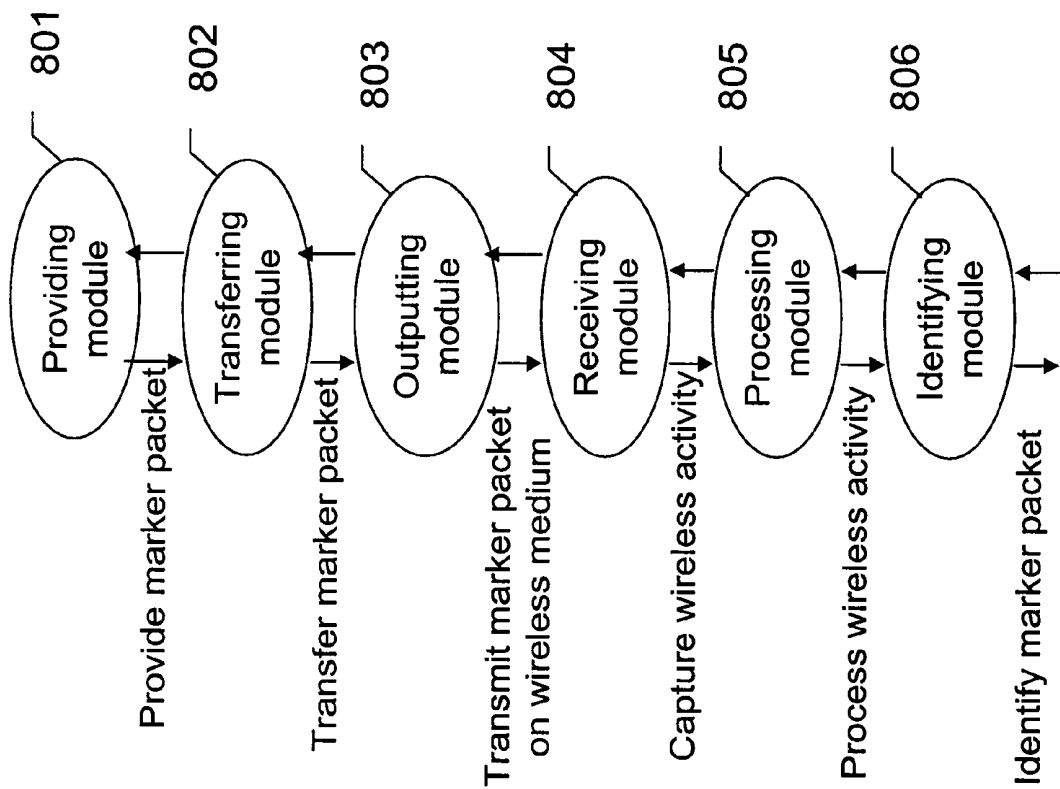 801
Providing
module
Provide marker packet
802
Transferring
module
Transfer marker packet
803
Outputting
module
Transmit marker packet
on wireless medium
804
Receiving
module
Capture wireless activity
805
Processing
module
Process wireless activity
806
Identifying
module
Identify marker packet